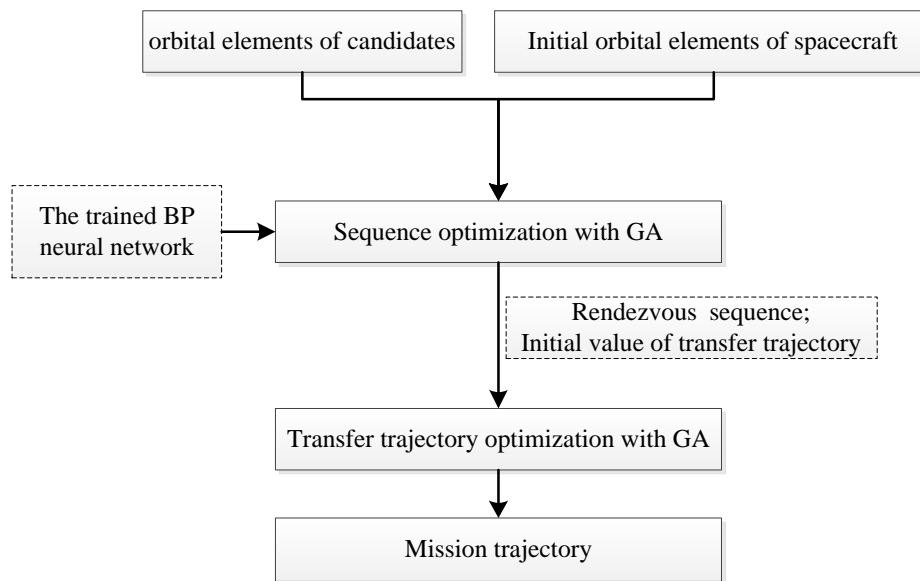 orbital elements of candidates
Initial orbital elements of spacecraft
The trained BP
neural network
Sequence optimization with GA
Rendezvous sequence;
Initial value of transfer trajectory
Transfer trajectory optimization with GA
Mission trajectory